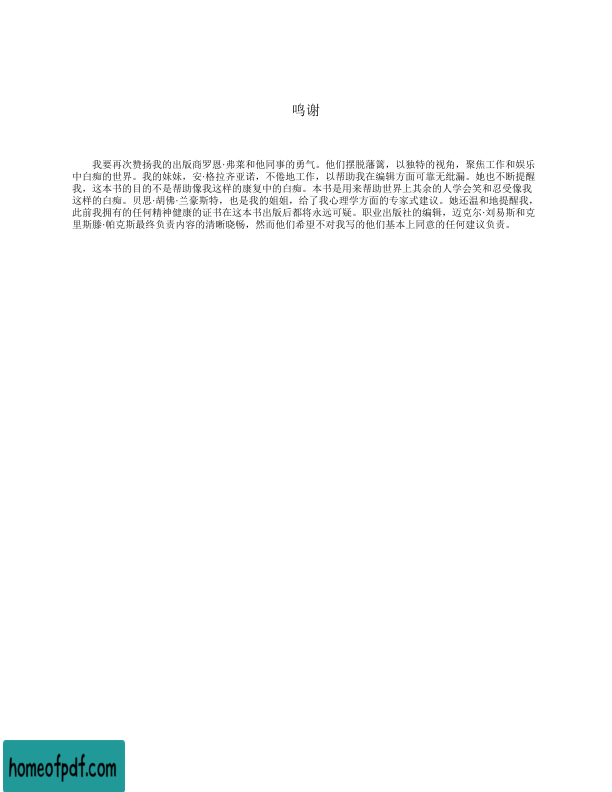 鸣谢
我要再次赞扬我的出版商罗恩·弗莱和他同事的勇气。他们摆脱藩篱，以独特的视角，聚焦工作和娱乐
中白痴的世界。我的妹妹，安·格拉齐亚诺，不倦地工作，以帮助我在编辑方面可靠无纰漏。她也不断提醒
我，这本书的目的不是帮助像我这样的康复中的白痴。本书是用来帮助世界上其余的人学会笑和忍受像我
这样的白痴。贝思·胡佛·兰豪斯特，也是我的姐姐，给了我心理学方面的专家式建议。她还温和地提醒我，
此前我拥有的任何精神健康的证书在这本书出版后都将永远可疑。职业出版社的编辑，迈克尔·刘易斯和克
里斯滕·帕克斯最终负责内容的清晰晓畅，然而他们希望不对我写的他们基本上同意的任何建议负责。
homeofpdf.com